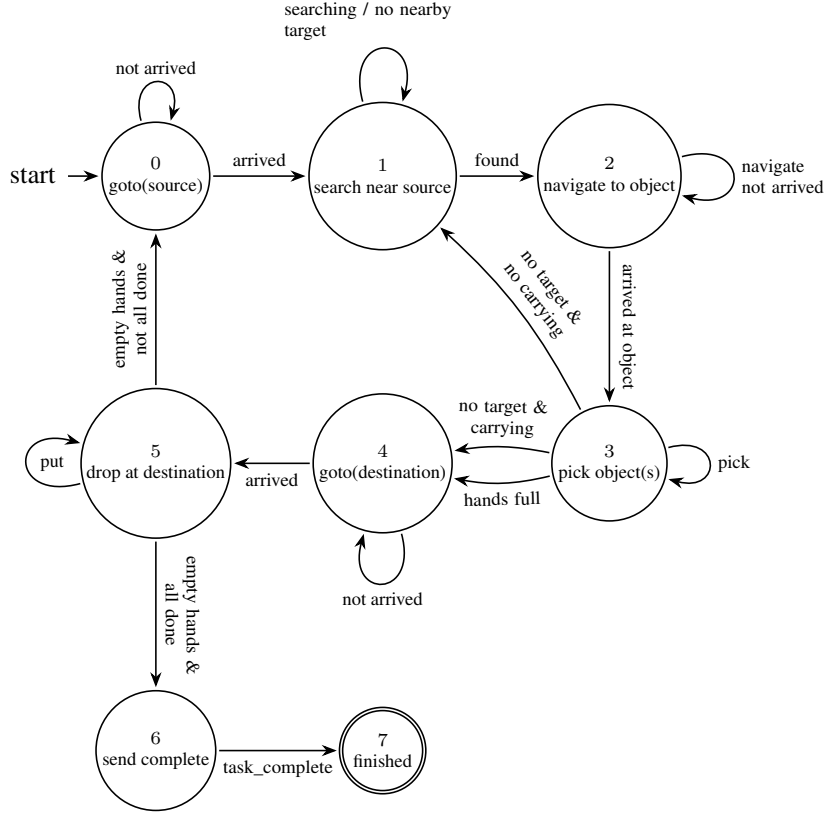 searching / no nearby
target
not arrived
start
0
goto(source)
arrived
1
search near source
found
2
navigate to object
navigate
not arrived
empty hands &
not all done
no target &
no carrying
arrived at object
5
drop at destination
put
arrived
4
goto(destination)
no target &
carrying
hands full
3
pick object(s)
pick
not arrived
empty hands &
all done
6
send complete
task_complete
7
finished